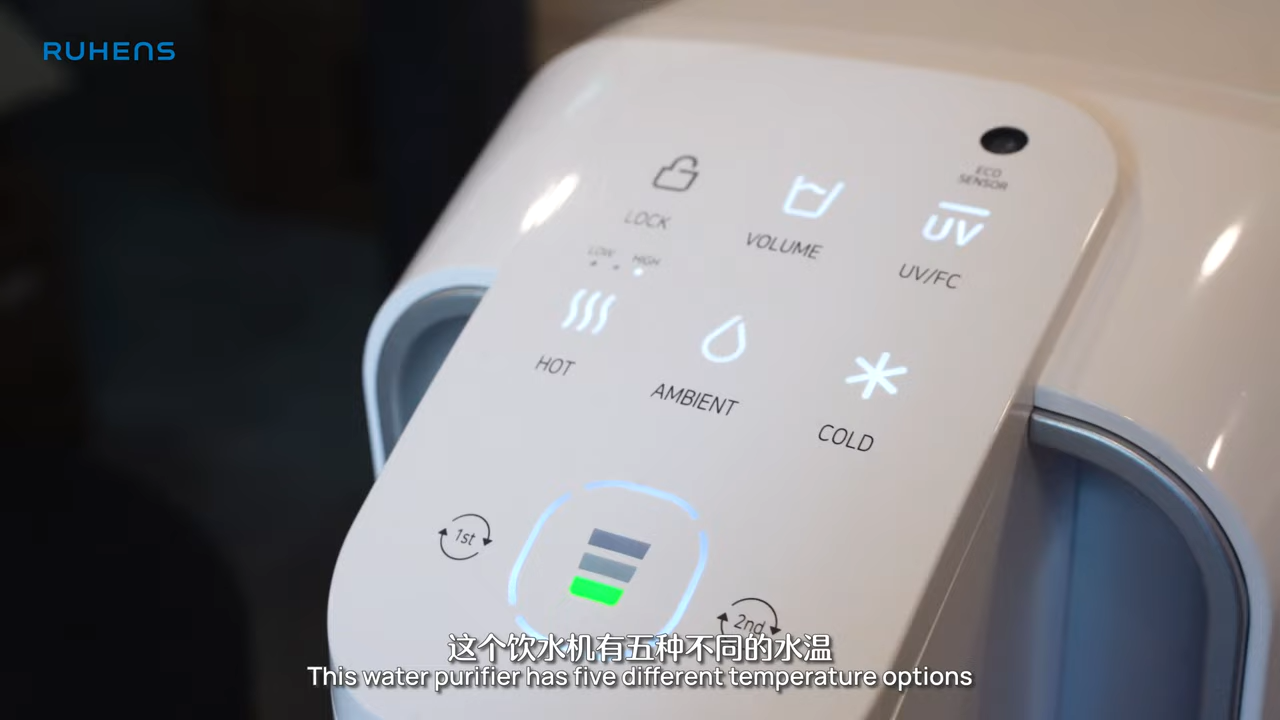 RUHENS
ECO
SENSOR
LOCK
VOLUME
UV
UV/FC
LOW
HIGH
HOT
AMBIENT
COLD
1st
2nd
这个饮水机有五种不同的水温
This water purifier has five different temperature options